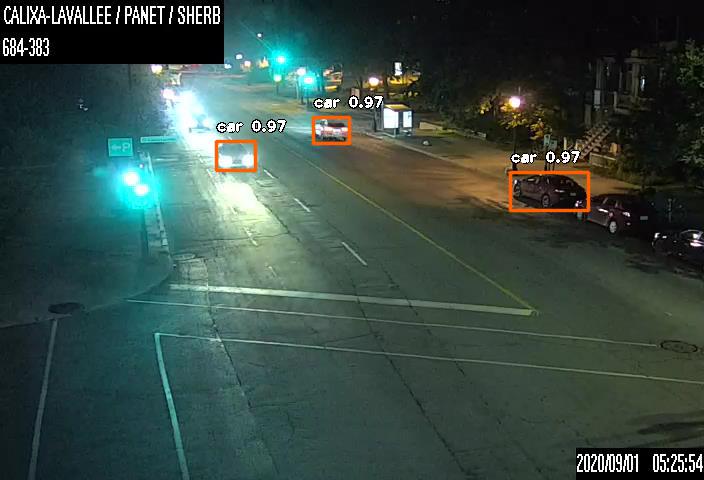 CALIXA-LAVALLEE / PANET / SHERB
684-383
car 0.97
car 0.97
car 0.97
P
2020/09/01 05:25:54